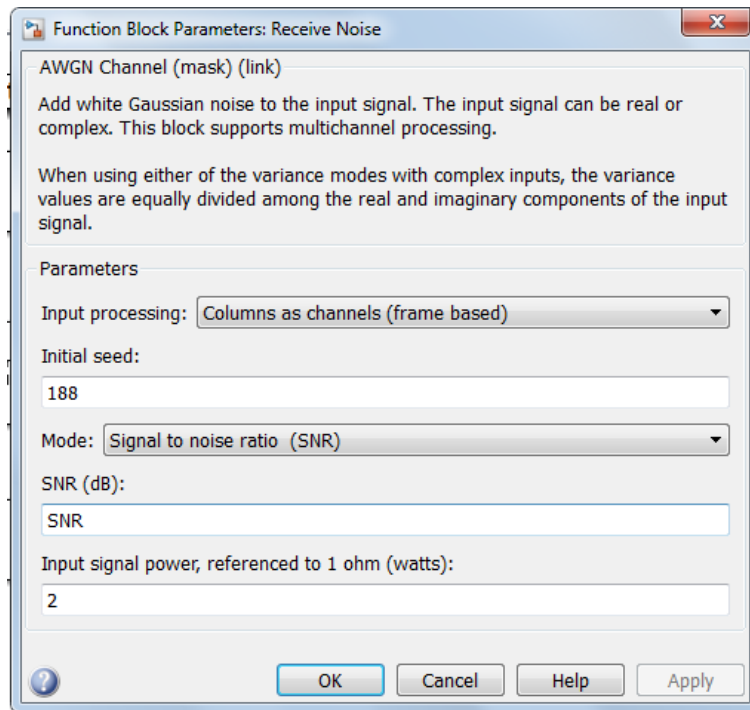 Function Block Parameters: Receive Noise
AWGN Channel (mask) (link)
Add white Gaussian noise to the input signal. The input signal can be real or
complex. This block supports multichannel processing.
When using either of the variance modes with complex inputs, the variance
values are equally divided among the real and imaginary components of the input
signal.
Parameters
Input processing: Columns as channels (frame based)
Initial seed:
188
Mode: Signal to noise ratio  (SNR)
SNR (dB):
SNR
Input signal power, referenced to 1 ohm (watts):
2
OK Cancel Help Apply